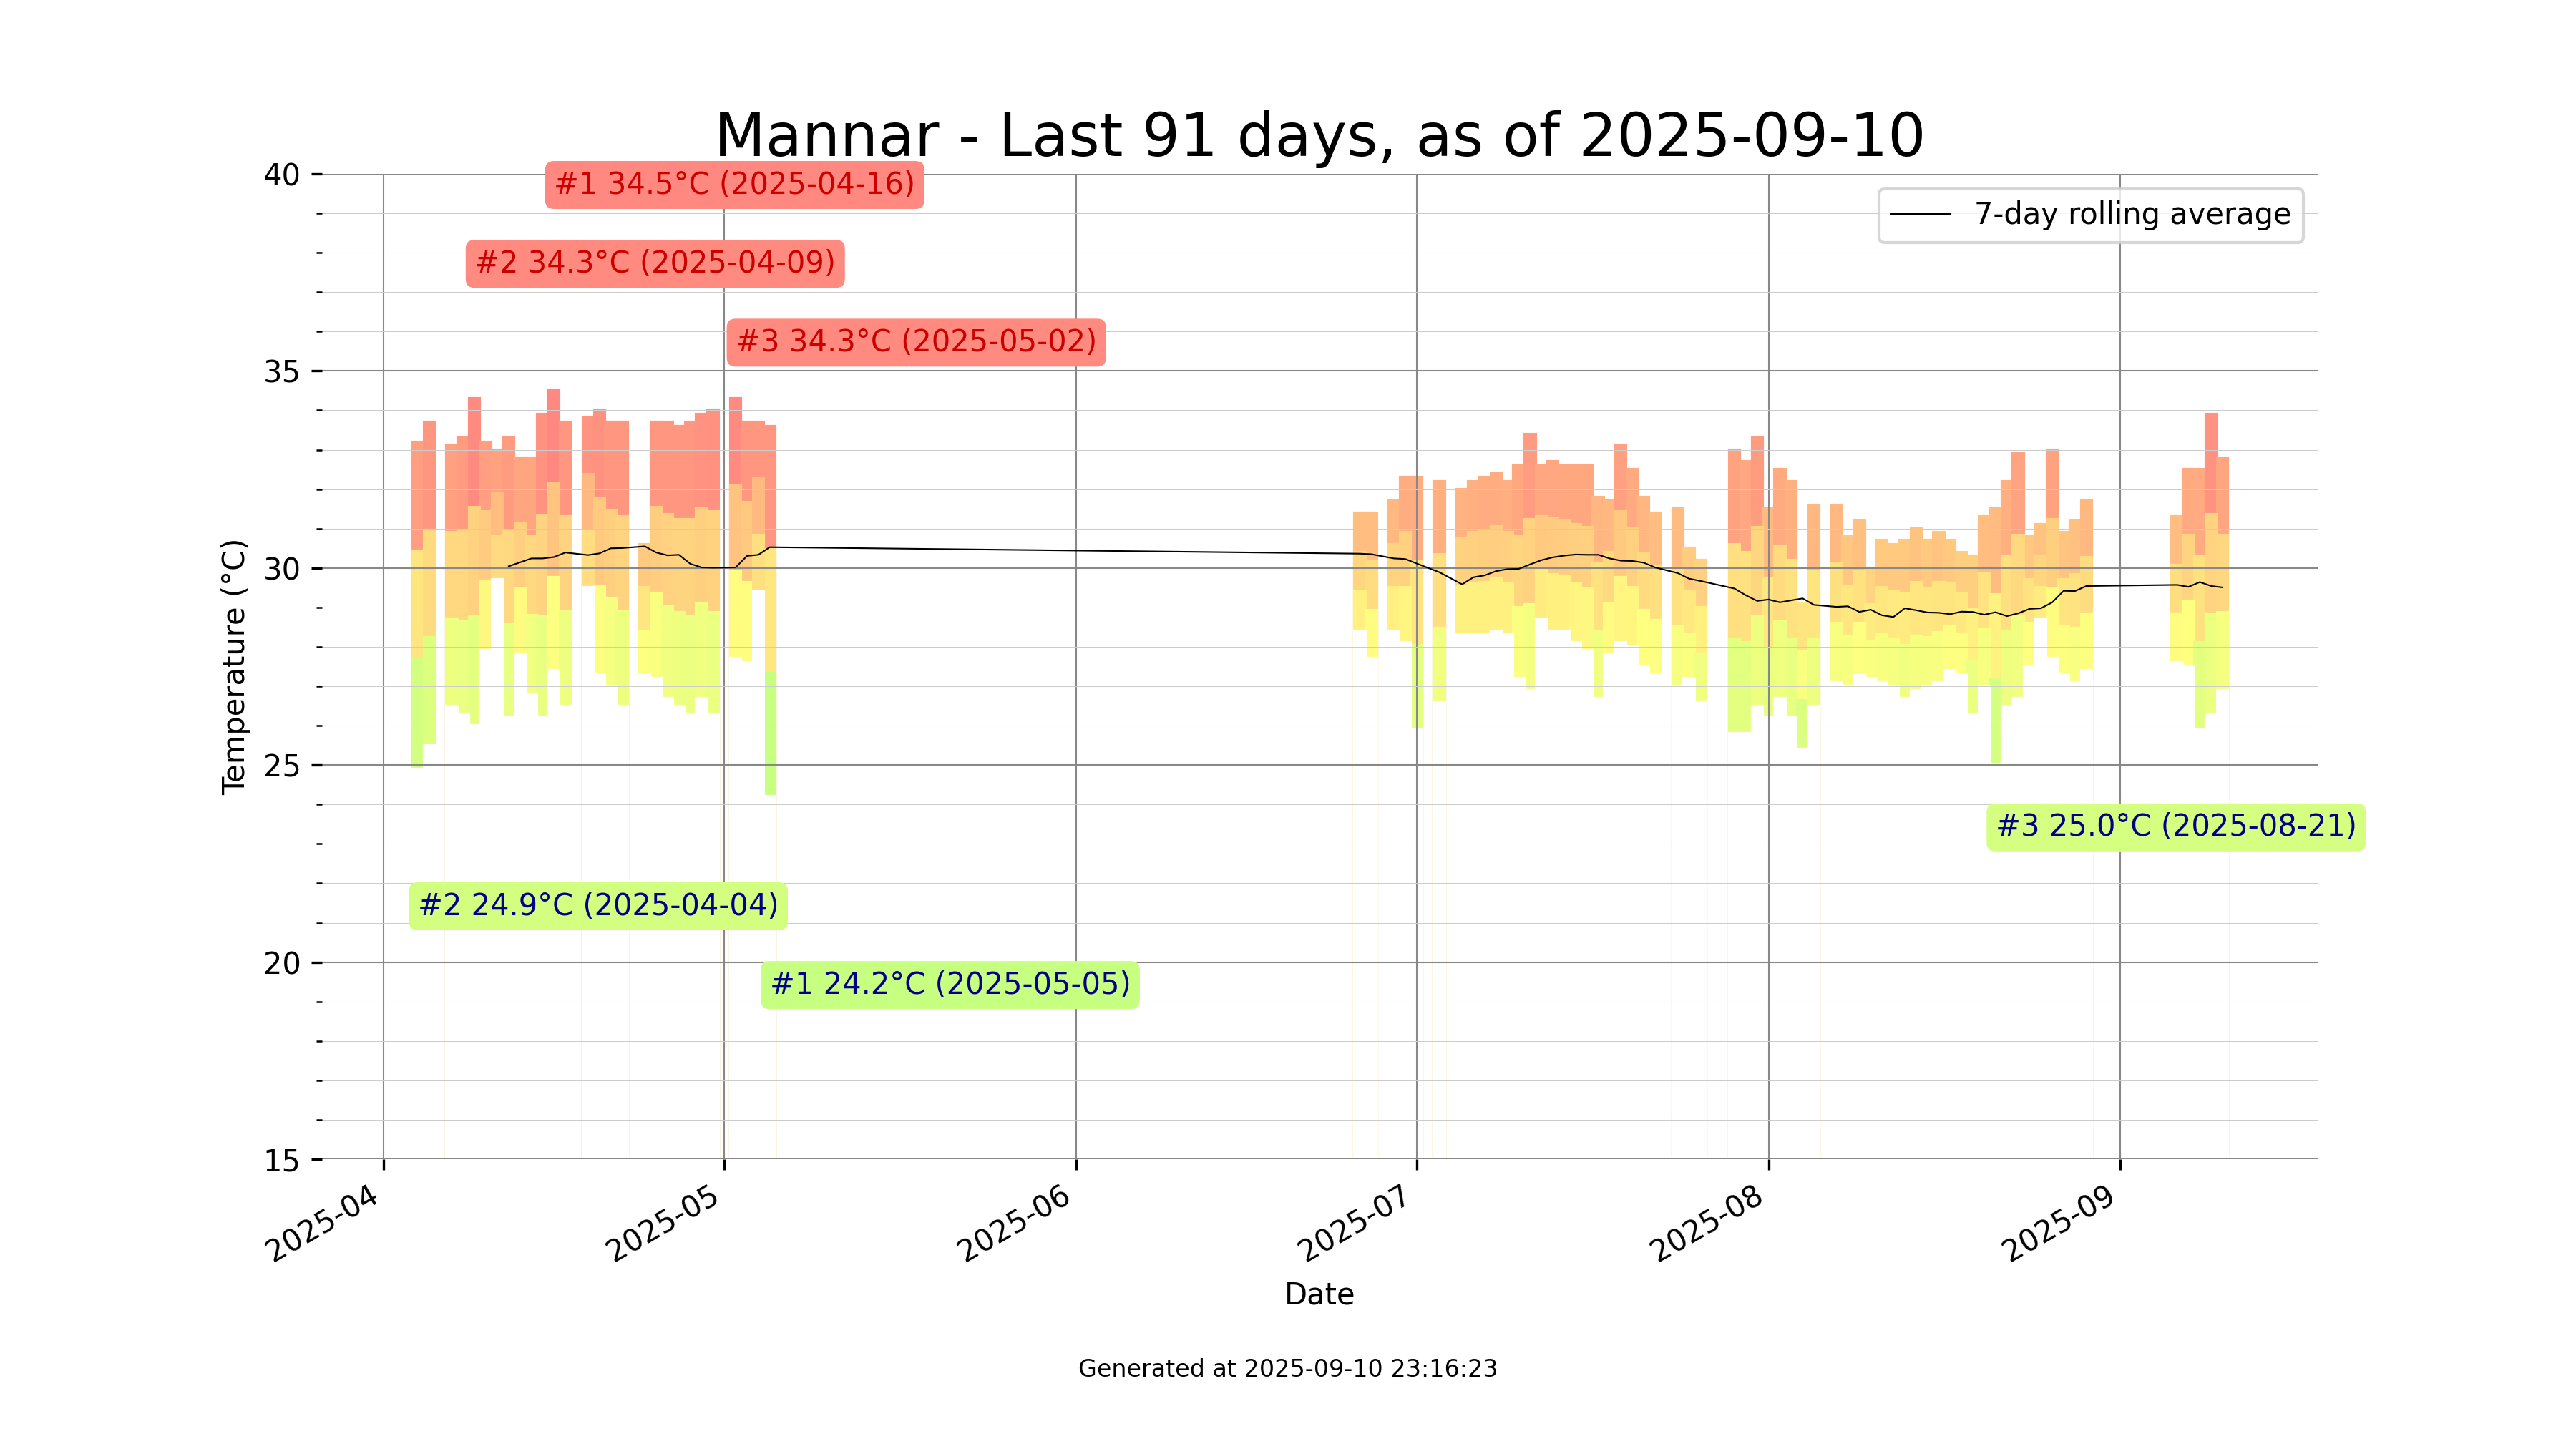 Mannar - Last 91 days, as of 2025-09-10
40
#1 34.5°C (2025-04-16)
7-day rolling average
#2 34.3°C (2025-04-09)
#3 34.3°C (2025-05-02)
35
30
Temperature (°C)
25
#3 25.0°C (2025-08-21)
#2 24.9°C (2025-04-04)
20
#1 24.2°C (2025-05-05)
15
2025-04
2025-05
2025-06
2025-07
2025-08
2025-09
Date
Generated at 2025-09-10 23:16:23